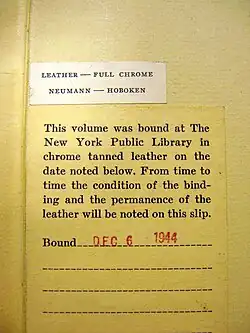 LEATHER — FULL CHROME
NEUMANN — HOBOKEN
This volume was bound at The
New York Public Library in
chrome tanned leather on the
date noted below. From time to
time the condition of the bind-
ing and the permanence of the
leather will be noted on this slip.
Bound DEC 6 1944